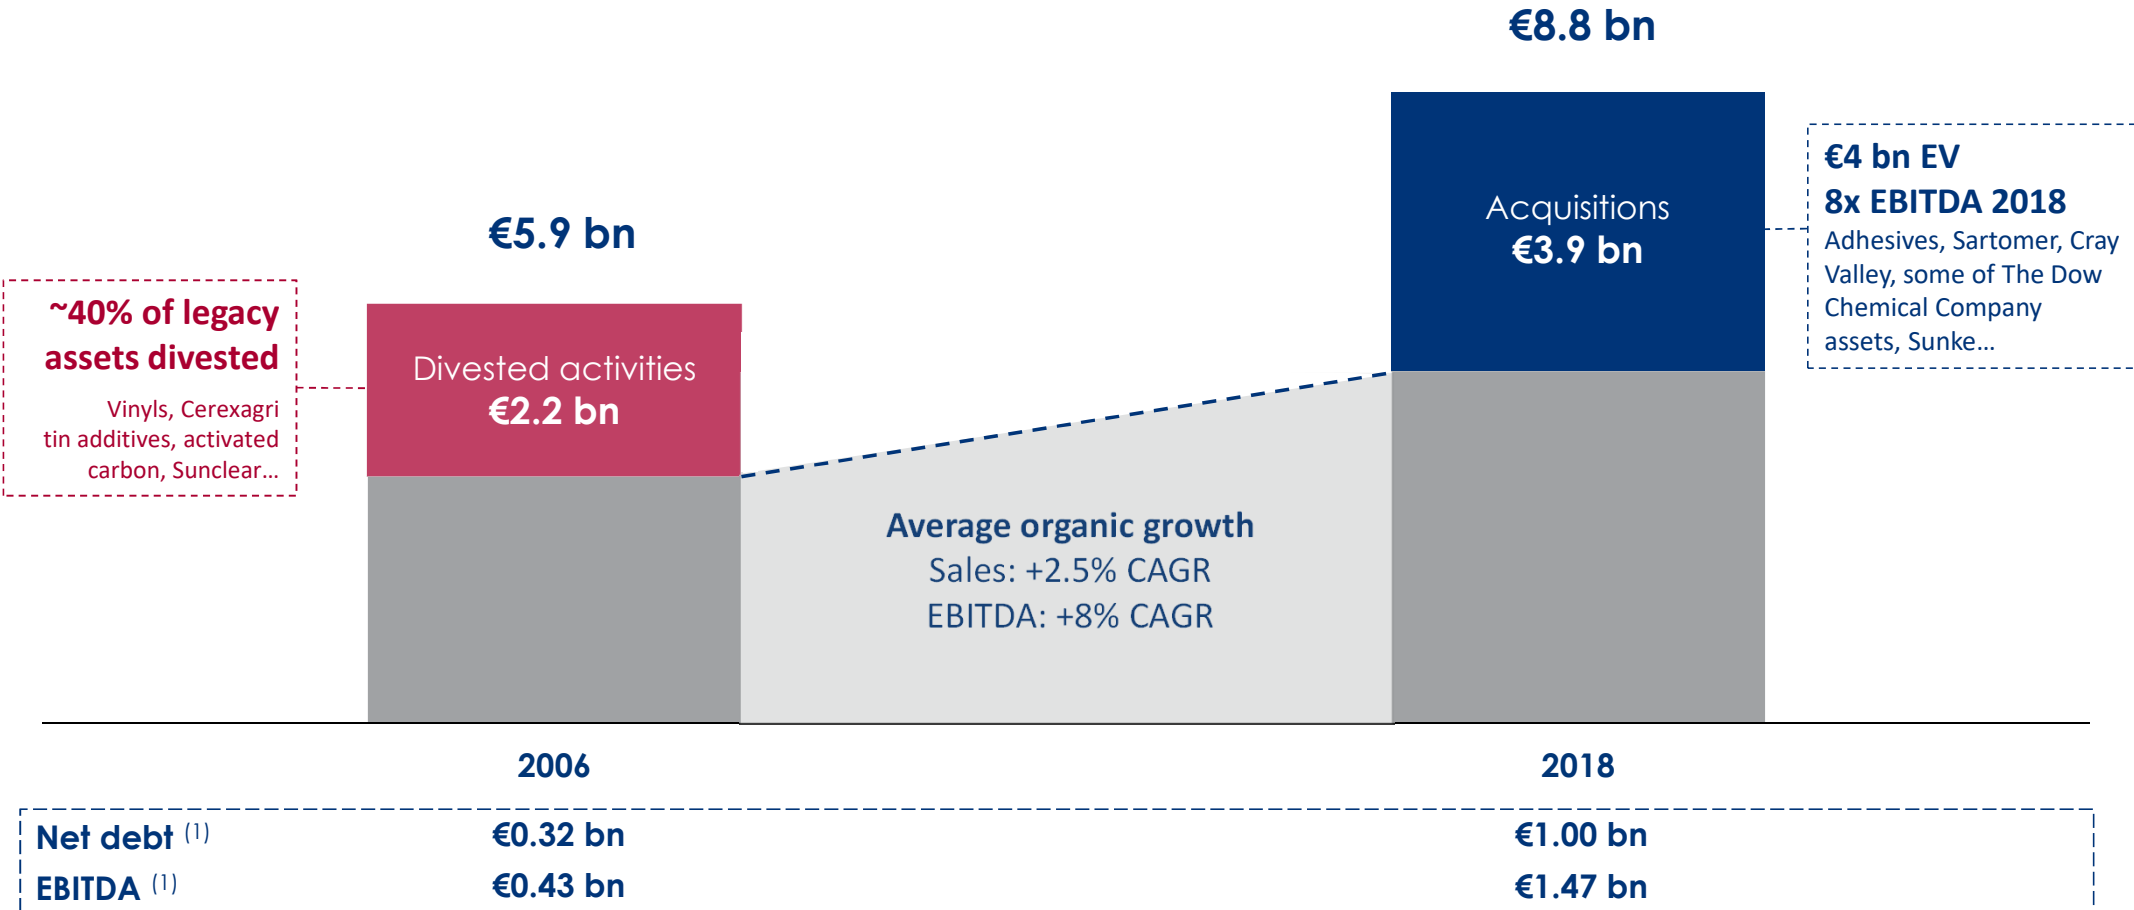 €8.8 bn
€5.9 bn
~40% of legacy
assets divested
Vinyls, Cerexagri
tin additives, activated
carbon, Sunclear…
Divested activities
€2.2 bn
Acquisitions
€3.9 bn
€4 bn EV
8x EBITDA 2018
Adhesives, Sartomer, Cray
Valley, some of The Dow
Chemical Company
assets, Sunke…
Average organic growth
Sales: +2.5% CAGR
EBITDA: +8% CAGR
2006 2018
Net debt (1) €0.32 bn €1.00 bn
EBITDA (1) €0.43 bn €1.47 bn